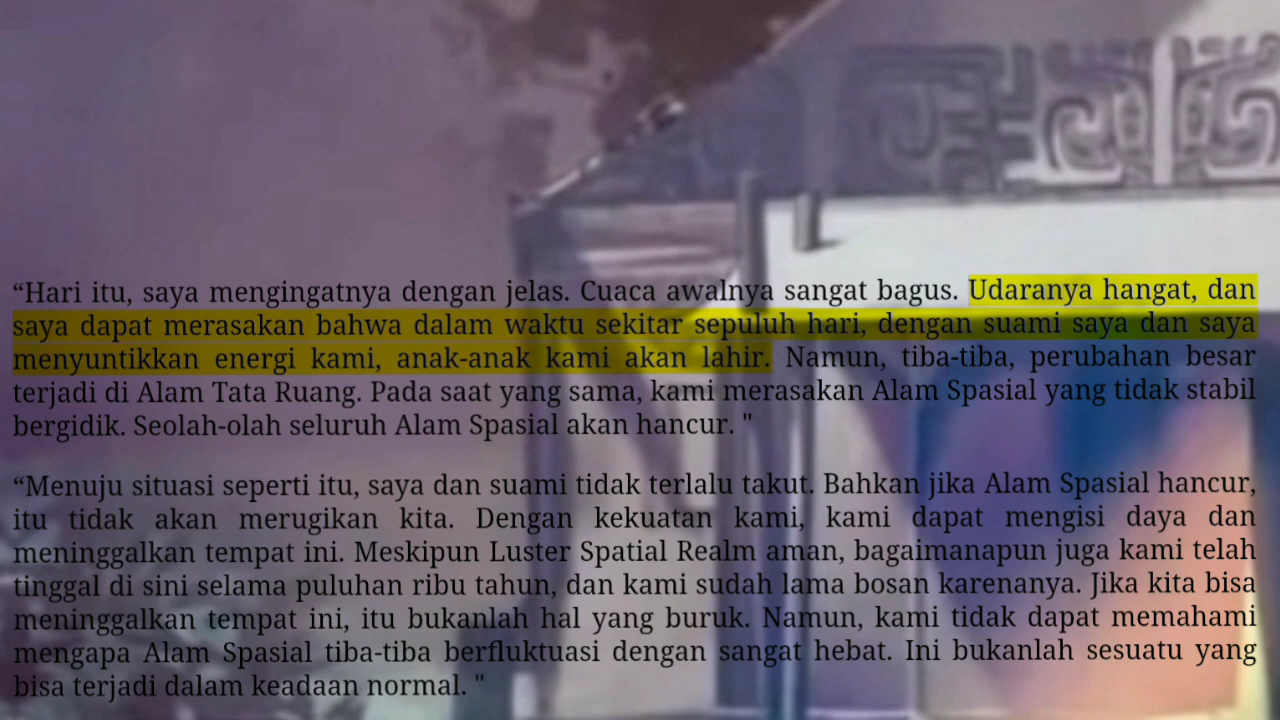 “Hari itu, saya mengingatnya dengan jelas. Cuaca awalnya sangat bagus. Udaranya hangat, dan
saya dapat merasakan bahwa dalam waktu sekitar sepuluh hari, dengan suami saya dan saya
menyuntikkan energi kami, anak-anak kami akan lahir. Namun, tiba-tiba, perubahan besar
terjadi di Alam Tata Ruang. Pada saat yang sama, kami merasakan Alam Spasial yang tidak stabil
bergidik. Seolah-olah seluruh Alam Spasial akan hancur. "
“Menuju situasi seperti itu, saya dan suami tidak terlalu takut. Bahkan jika Alam Spasial hancur,
itu tidak akan merugikan kita. Dengan kekuatan kami, kami dapat mengisi daya dan
meninggalkan tempat ini. Meskipun Luster Spatial Realm aman, bagaimanapun juga kami telah
tinggal di sini selama puluhan ribu tahun, dan kami sudah lama bosan karenanya. Jika kita bisa
meninggalkan tempat ini, itu bukanlah hal yang buruk. Namun, kami tidak dapat memahami
mengapa Alam Spasial tiba-tiba berfluktuasi dengan sangat hebat. Ini bukanlah sesuatu yang
bisa terjadi dalam keadaan normal. "